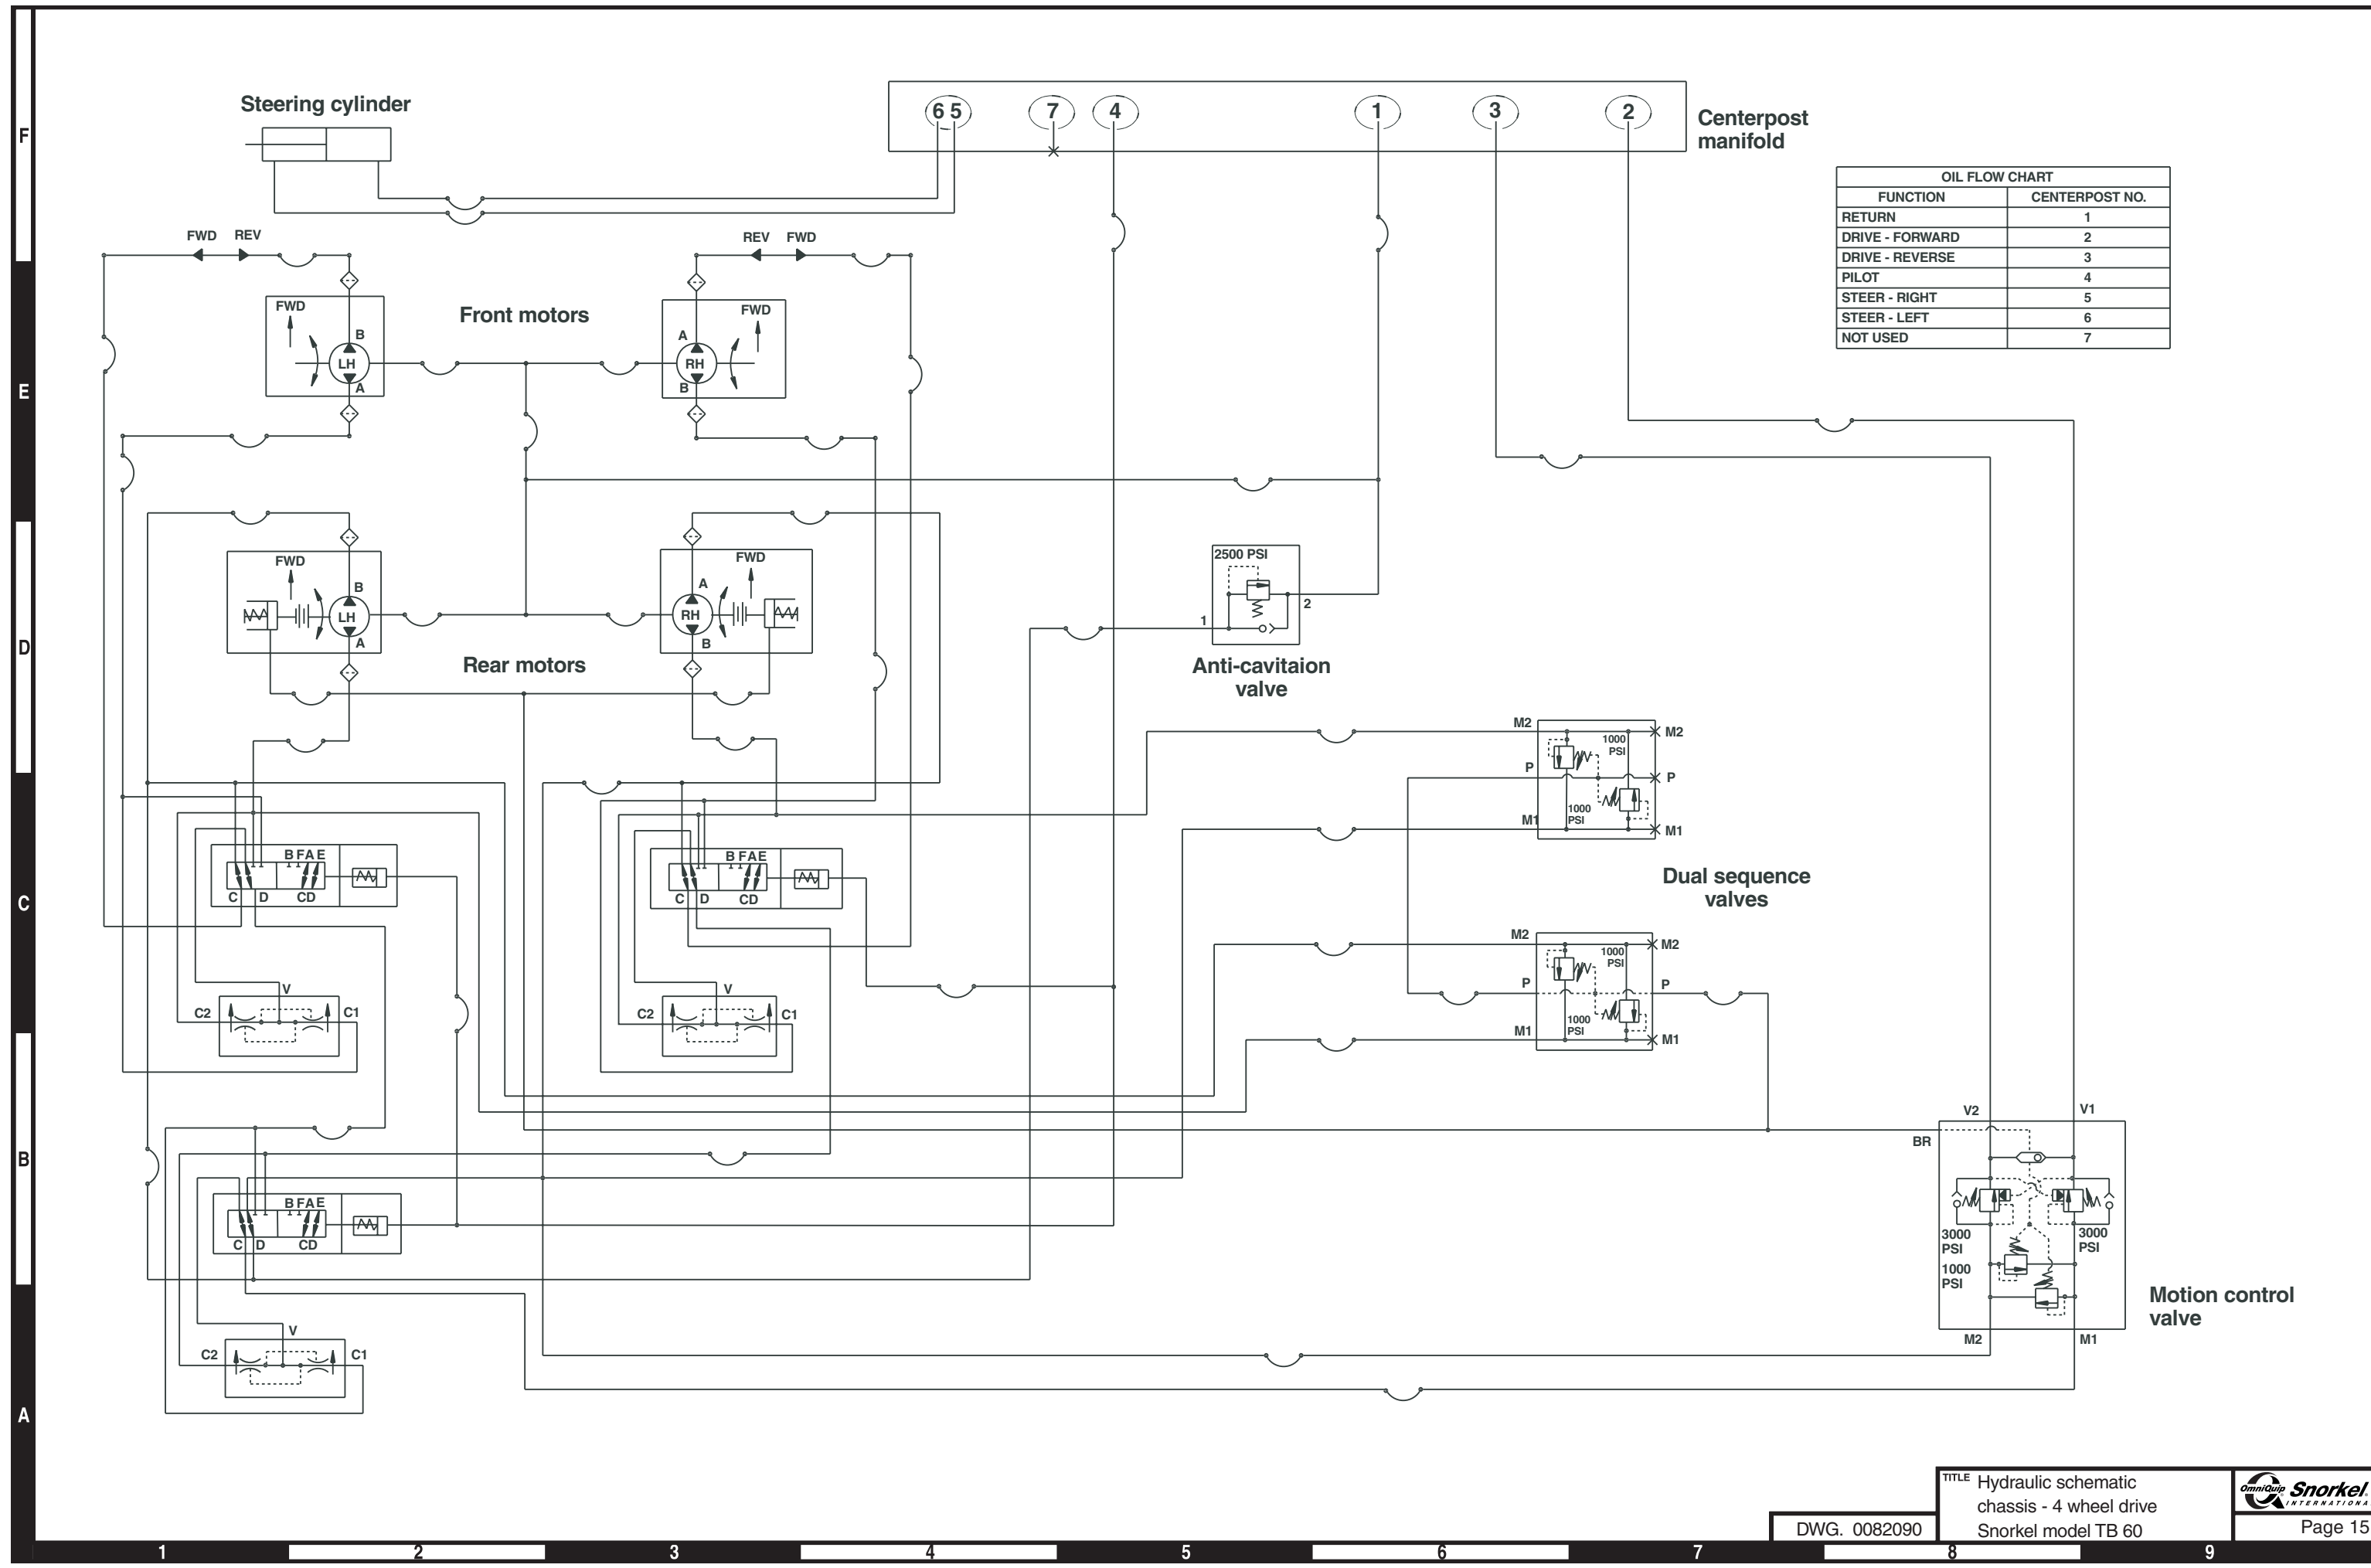 Steering cylinder
6 5
7
4
1
3
2
Centerpost
manifold
F
OIL FLOW CHART
FUNCTION CENTERPOST NO.
RETURN 1
DRIVE - FORWARD 2
DRIVE - REVERSE 3
PILOT 4
STEER - RIGHT 5
STEER - LEFT 6
NOT USED 7
FWD REV
REV FWD
FWD
B
LH
A
Front motors
FWD
A
RH
B
E
FWD
B
LH
A
Rear motors
FWD
A
RH
B
D
2500 PSI
1
2
Anti-cavitaion
valve
M2
1000
PSI
M2
P
P
1000
PSI
M1
M1
Dual sequence
valves
B F A E
C D CD
B F A E
C D CD
C
M2
1000
PSI
M2
P
P
1000
PSI
M1
M1
V
C2 C1
V
C2 C1
V2
V1
BR
B
B F A E
C D CD
3000
PSI
3000
PSI
1000
PSI
Motion control
valve
M2
M1
V
C2 C1
A
TITLE Hydraulic schematic
chassis - 4 wheel drive
Snorkel model TB 60
OmniQuip Snorkel.
INTERNATIONA
DWG. 0082090
Page 15
1 2 3 4 5 6 7 8 9